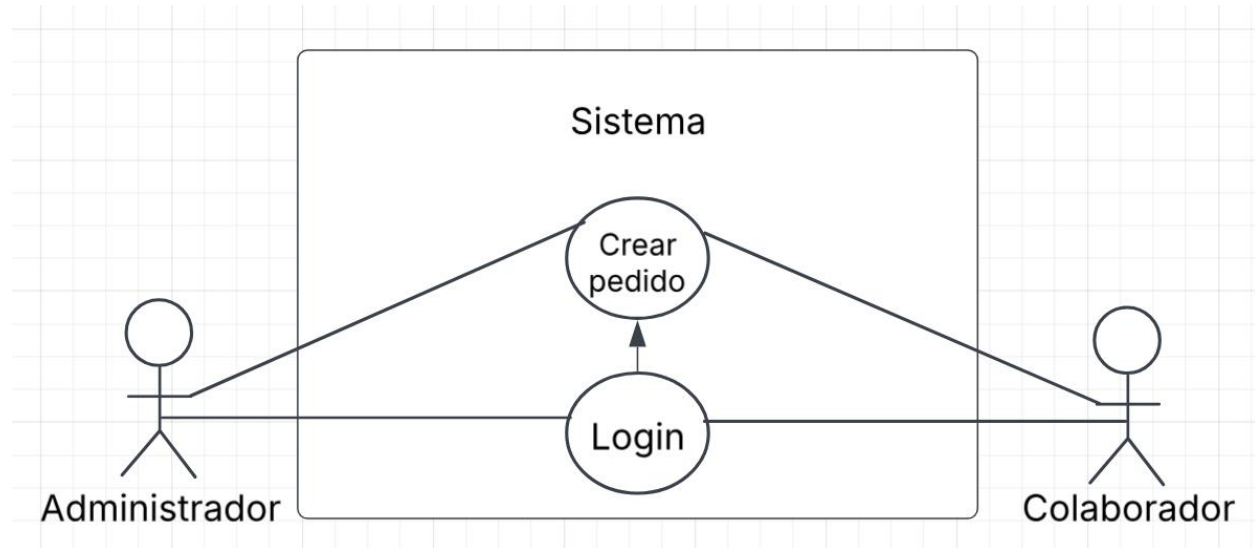 Sistema
Crear
pedido
Login
Administrador
Colaborador